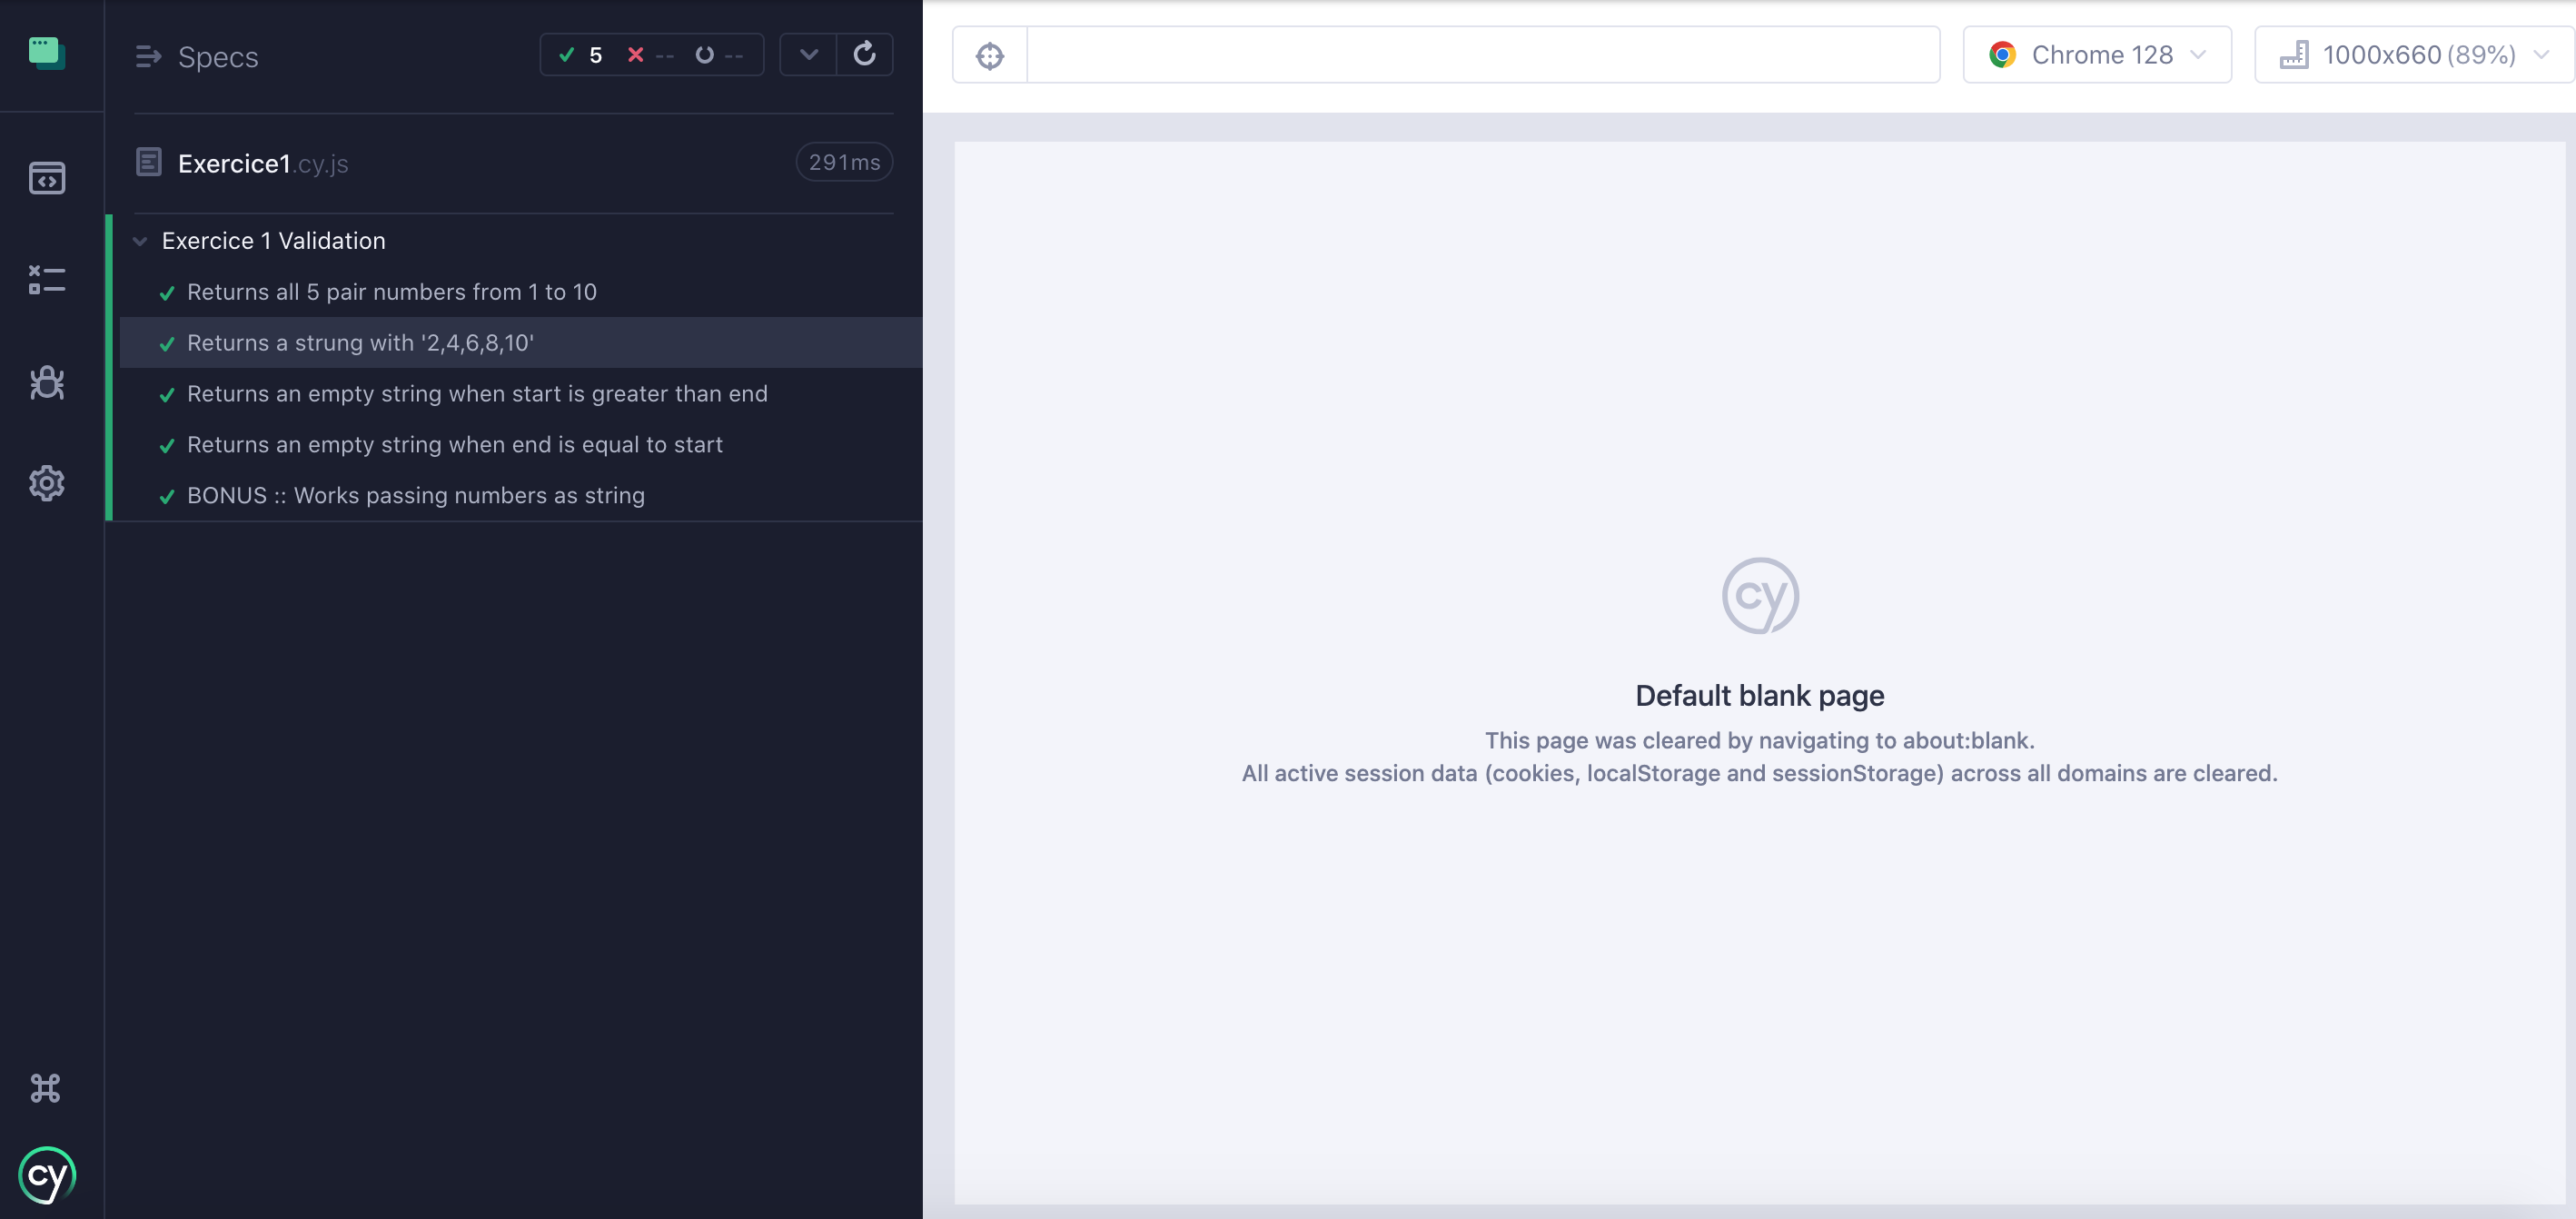 Specs
5 -- --
Exercice1.cy.js
291ms
Exercice 1 Validation
Returns all 5 pair numbers from 1 to 10
Returns a strung with '2,4,6,8,10'
Returns an empty string when start is greater than end
Returns an empty string when end is equal to start
BONUS :: Works passing numbers as string
cy
Chrome 128
1000x660 (89%)
cy
Default blank page
This page was cleared by navigating to about:blank.
All active session data (cookies, localStorage and sessionStorage) across all domains are cleared.